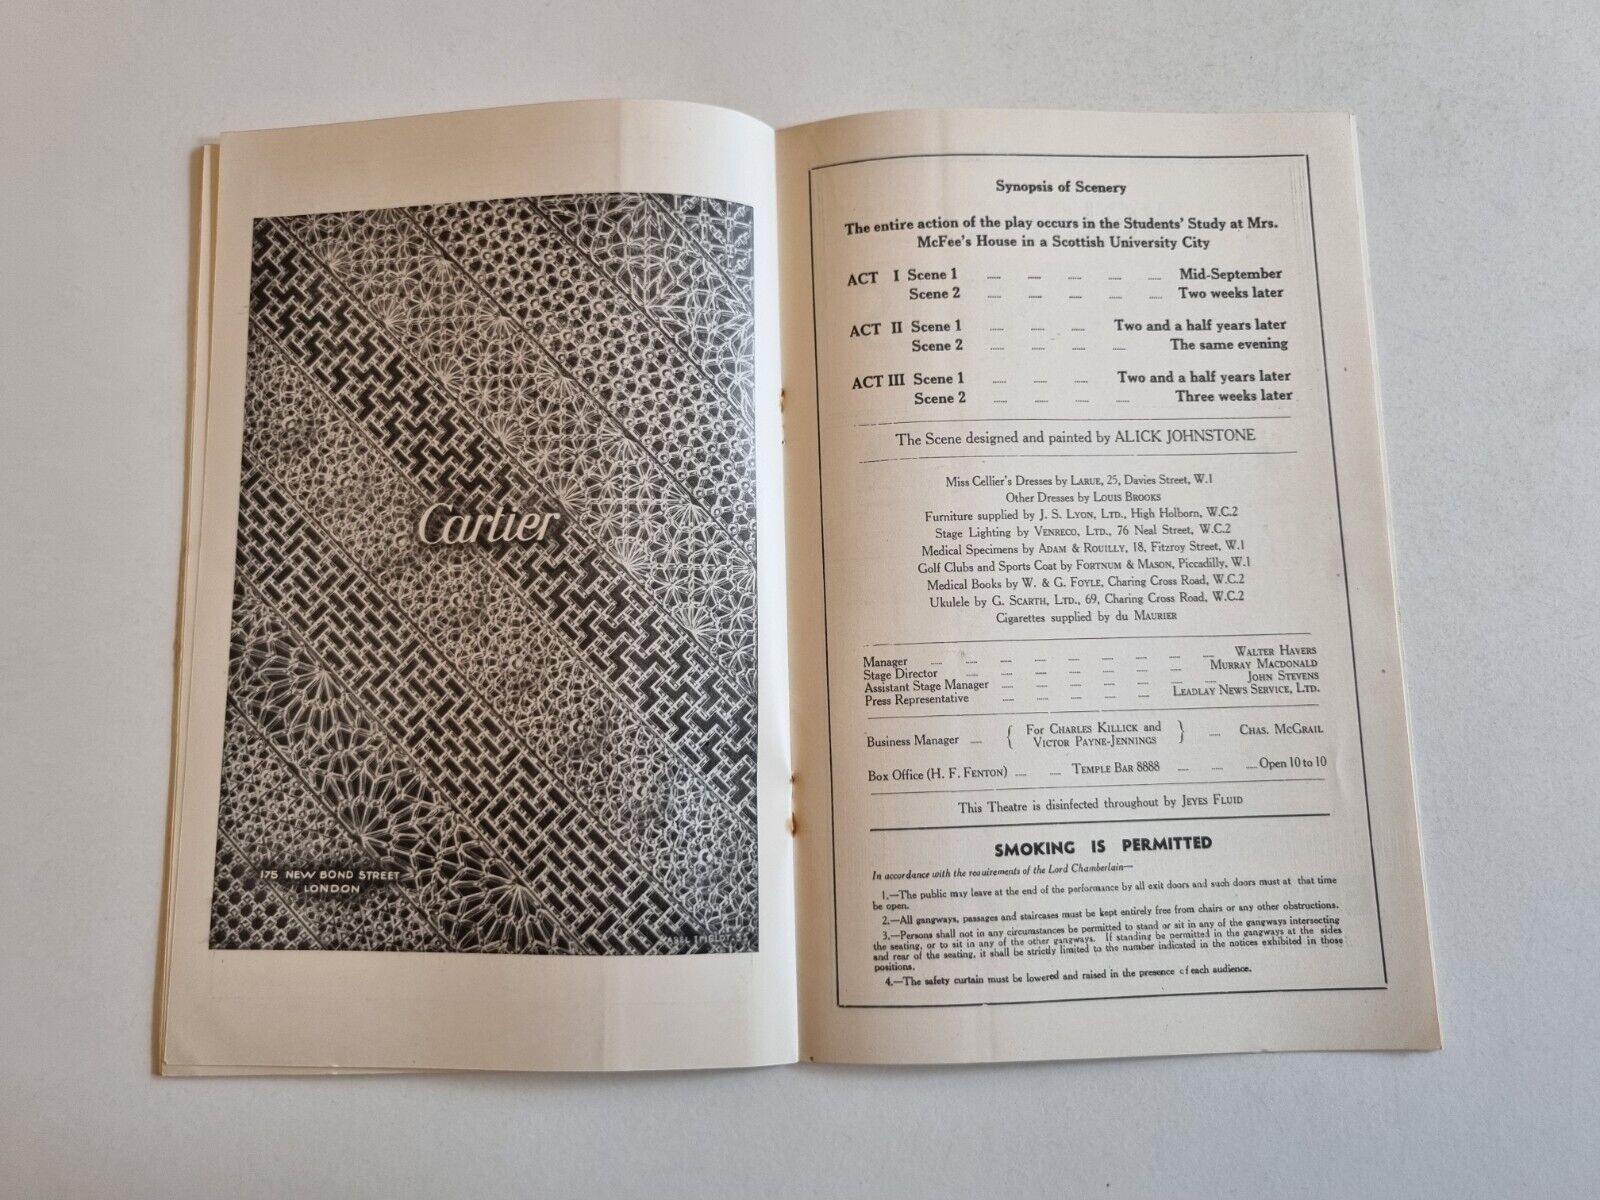 Cartier
175 NEW BOND STREET
LONDON
Synopsis of Scenery
The entire action of the play occurs in the Students' Study at Mrs.
McFee's House in a Scottish University City
ACT I Scene 1 ...... ...... ...... ...... ...... Mid-September
Scene 2 ...... ...... ...... ...... ...... Two weeks later
ACT II Scene 1 ...... ...... ...... Two and a half years later
Scene 2 ...... ...... ...... ...... The same evening
ACT III Scene 1 ...... ...... ...... Two and a half years later
Scene 2 ...... ...... ...... ...... Three weeks later
The Scene designed and painted by ALICK JOHNSTONE
Miss Cellier's Dresses by LARUE, 25, Davies Street, W.1
Other Dresses by LOUIS BROOKS
Furniture supplied by J. S. LYON, LTD., High Holborn, W.C.2
Stage Lighting by VENRECO, LTD., 76 Neal Street, W.C.2
Medical Specimens by ADAM & ROUILLY, 18, Fitzroy Street, W.1
Golf Clubs and Sports Coat by FORTNUM & MASON, Piccadilly, W.1
Medical Books by W. & G. FOYLE, Charing Cross Road, W.C.2
Ukulele by G. SCARTH, LTD., 69, Charing Cross Road, W.C.2
Cigarettes supplied by du MAURIER
Manager ...... ...... ...... ...... ...... ...... ...... ...... WALTER HAVERS
Stage Director ...... ...... ...... ...... ...... ...... ...... MURRAY MACDONALD
Assistant Stage Manager ...... ...... ...... ...... ...... ...... JOHN STEVENS
Press Representative ...... ...... ...... ...... ...... LEADLAY NEWS SERVICE, LTD.
Business Manager ...... { For CHARLES KILLICK and VICTOR PAYNE-JENNINGS } ...... CHAS. MCGRAIL
Box Office (H. F. FENTON) ...... ...... TEMPLE BAR 8888 ...... ...... ...... Open 10 to 10
This Theatre is disinfected throughout by JEYES FLUID
SMOKING IS PERMITTED
In accordance with the requirements of the Lord Chamberlain—
1.—The public may leave at the end of the performance by all exit doors and such doors must at that time
be open.
2.—All gangways, passages and staircases must be kept entirely free from chairs or any other obstructions.
3.—Persons shall not in any circumstances be permitted to stand or sit in any of the gangways intersecting
the seating, or to sit in any of the other gangways. If standing be permitted in the gangways at the sides
and rear of the seating, it shall be strictly limited to the number indicated in the notices exhibited in those
positions.
4.—The safety curtain must be lowered and raised in the presence of each audience.